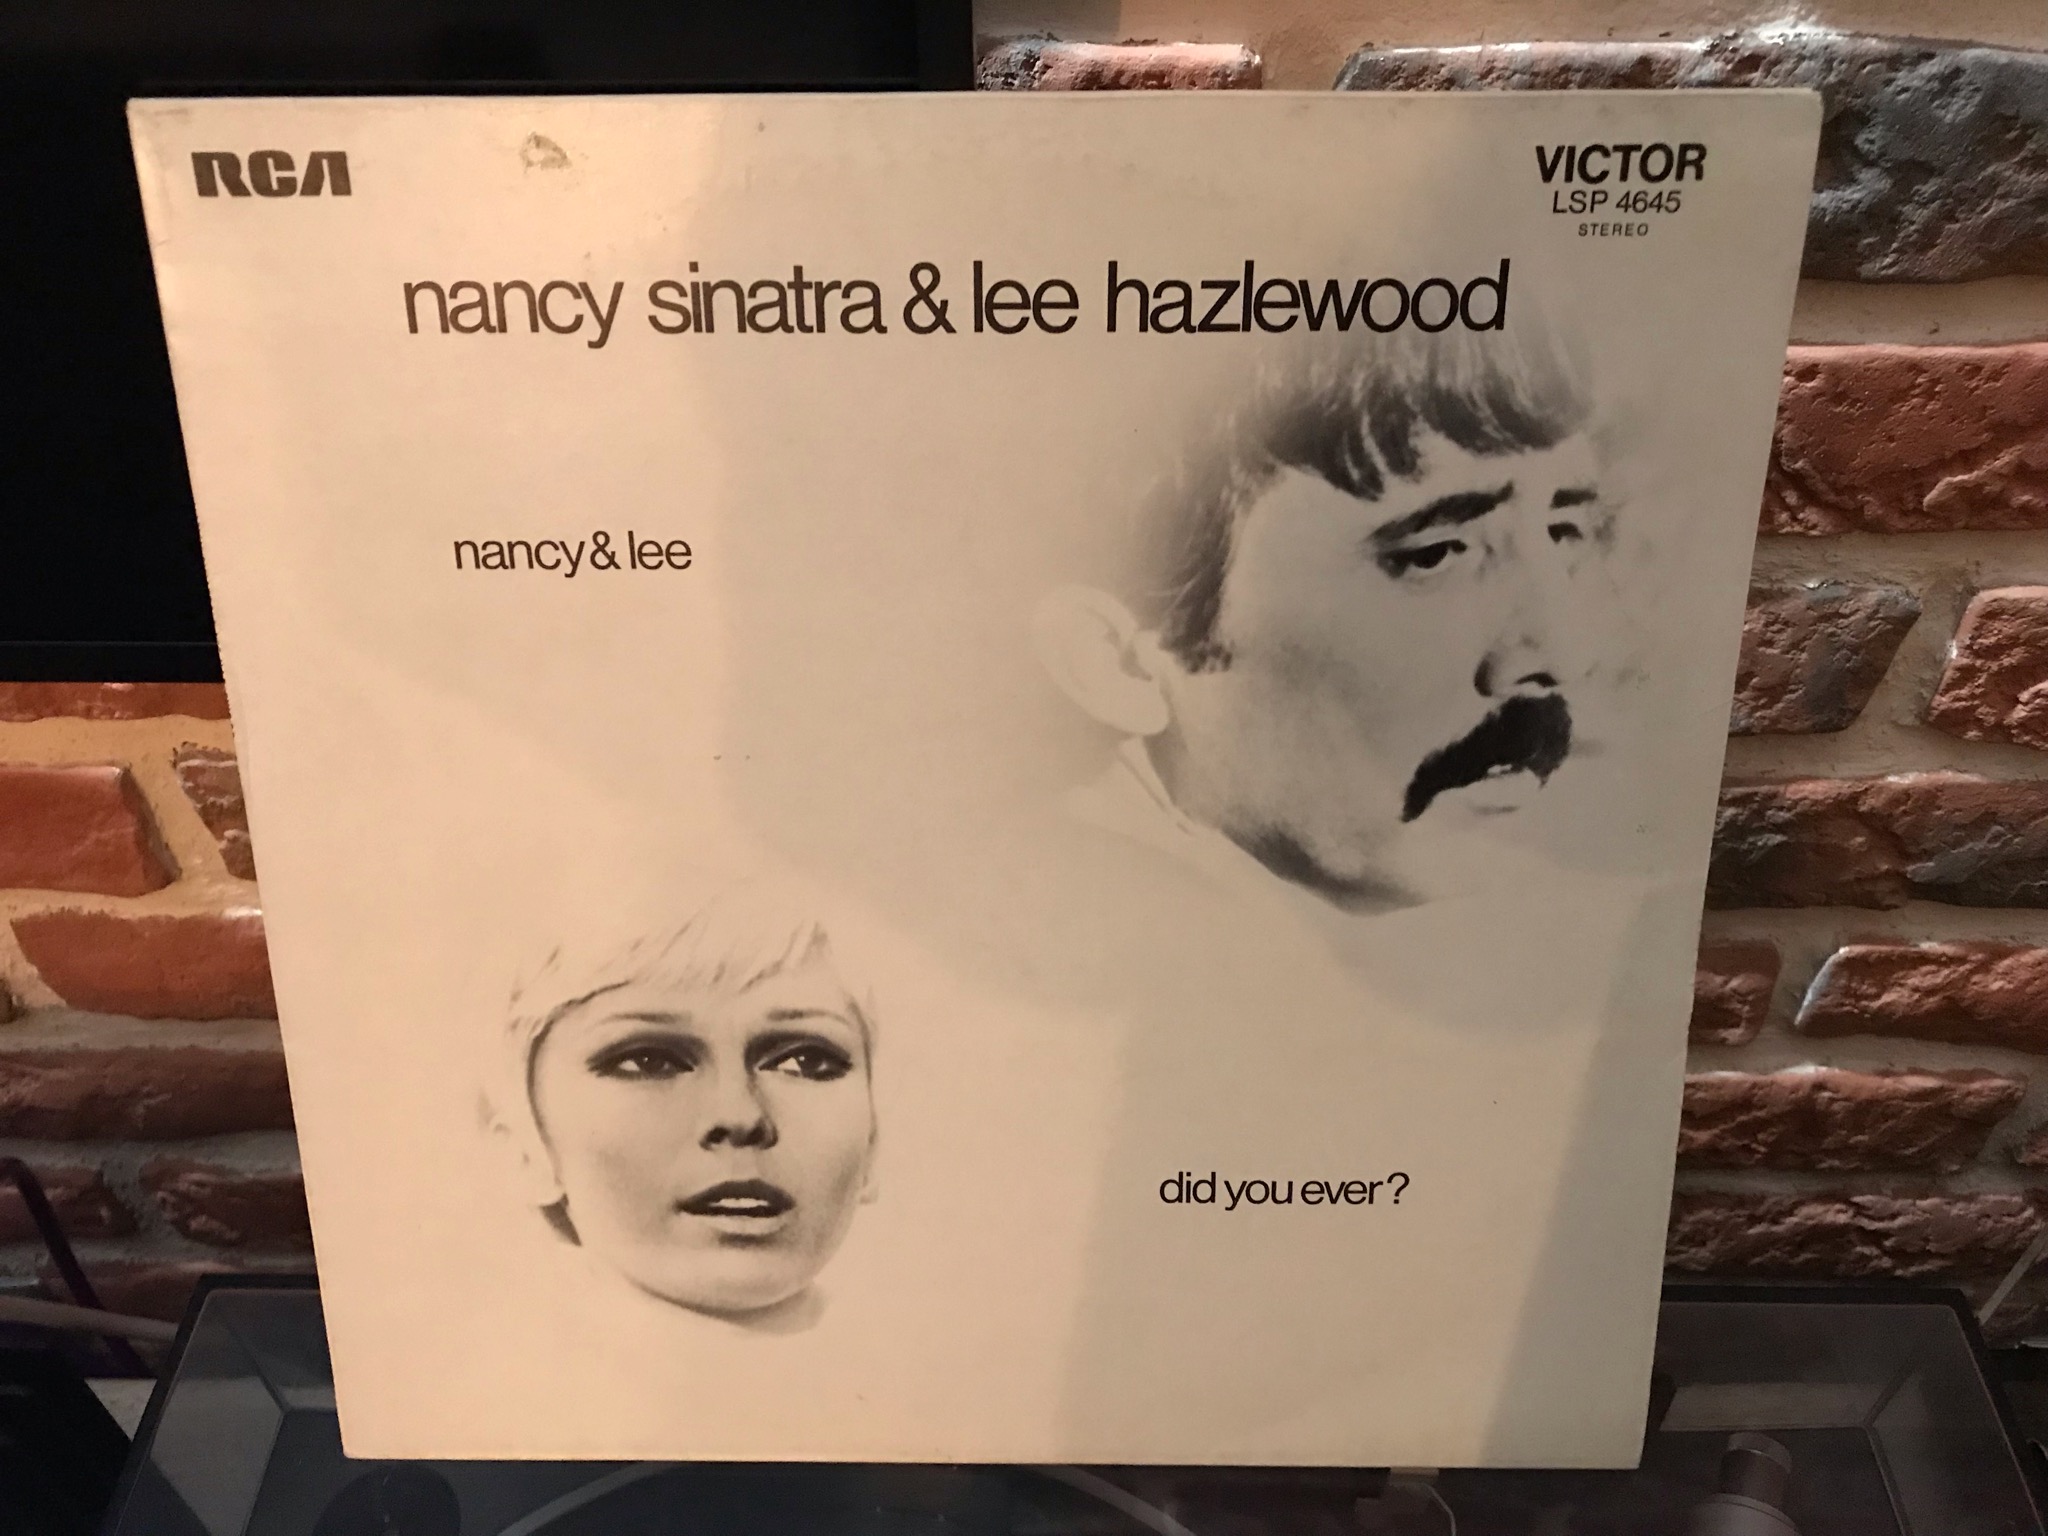 RCA
VICTOR
LSP 4645
STEREO
nancy sinatra & lee hazlewood
nancy & lee
did you ever?